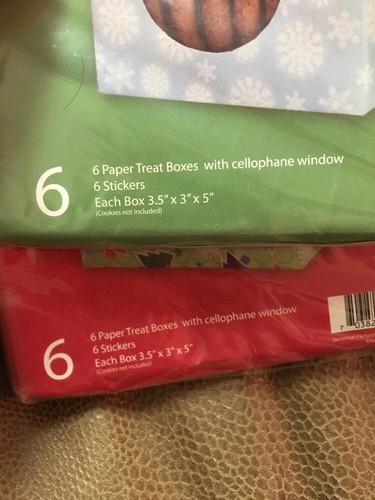 6
6 Paper Treat Boxes with cellophane window
6 Stickers
Each Box 3.5" x 3" x 5"
(Cookies not included)
6
6 Paper Treat Boxes with cellophane window
6 Stickers
Each Box 3.5" x 3" x 5"
(Cookies not included)
7 0382